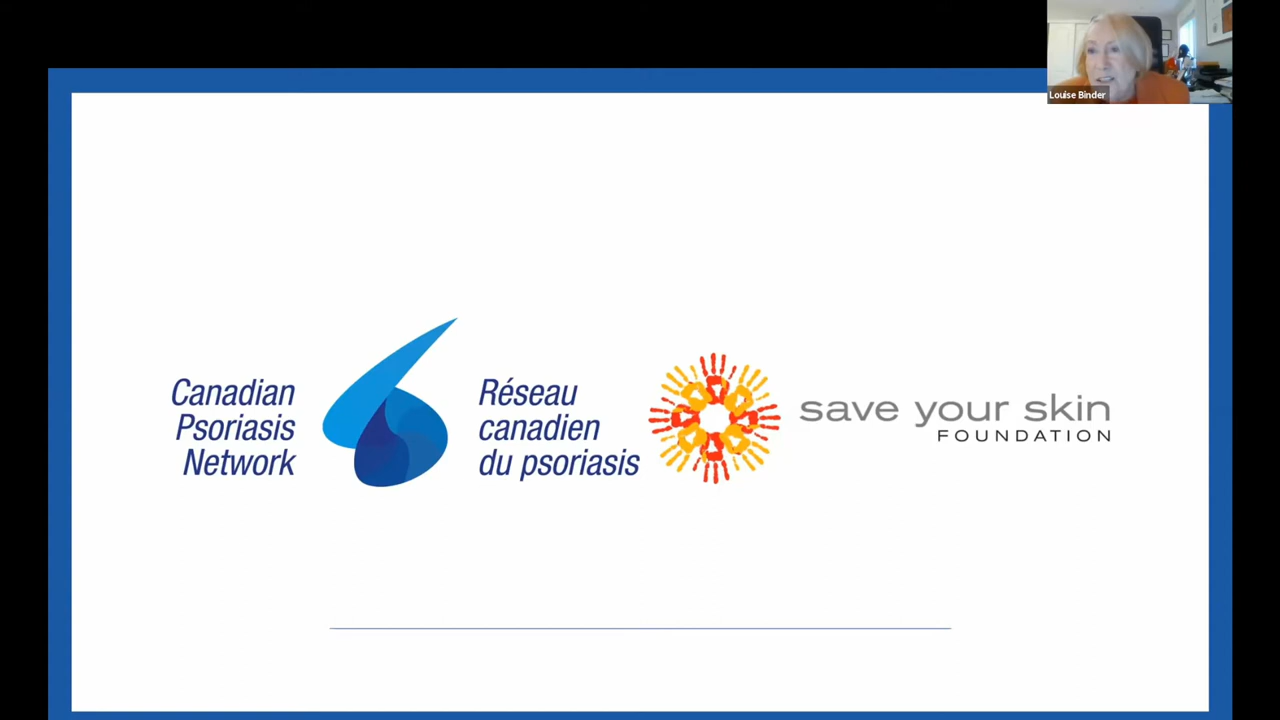 Louise Binder
Canadian
Psoriasis
Network
Réseau
canadien
du psoriasis
save your skin
FOUNDATION